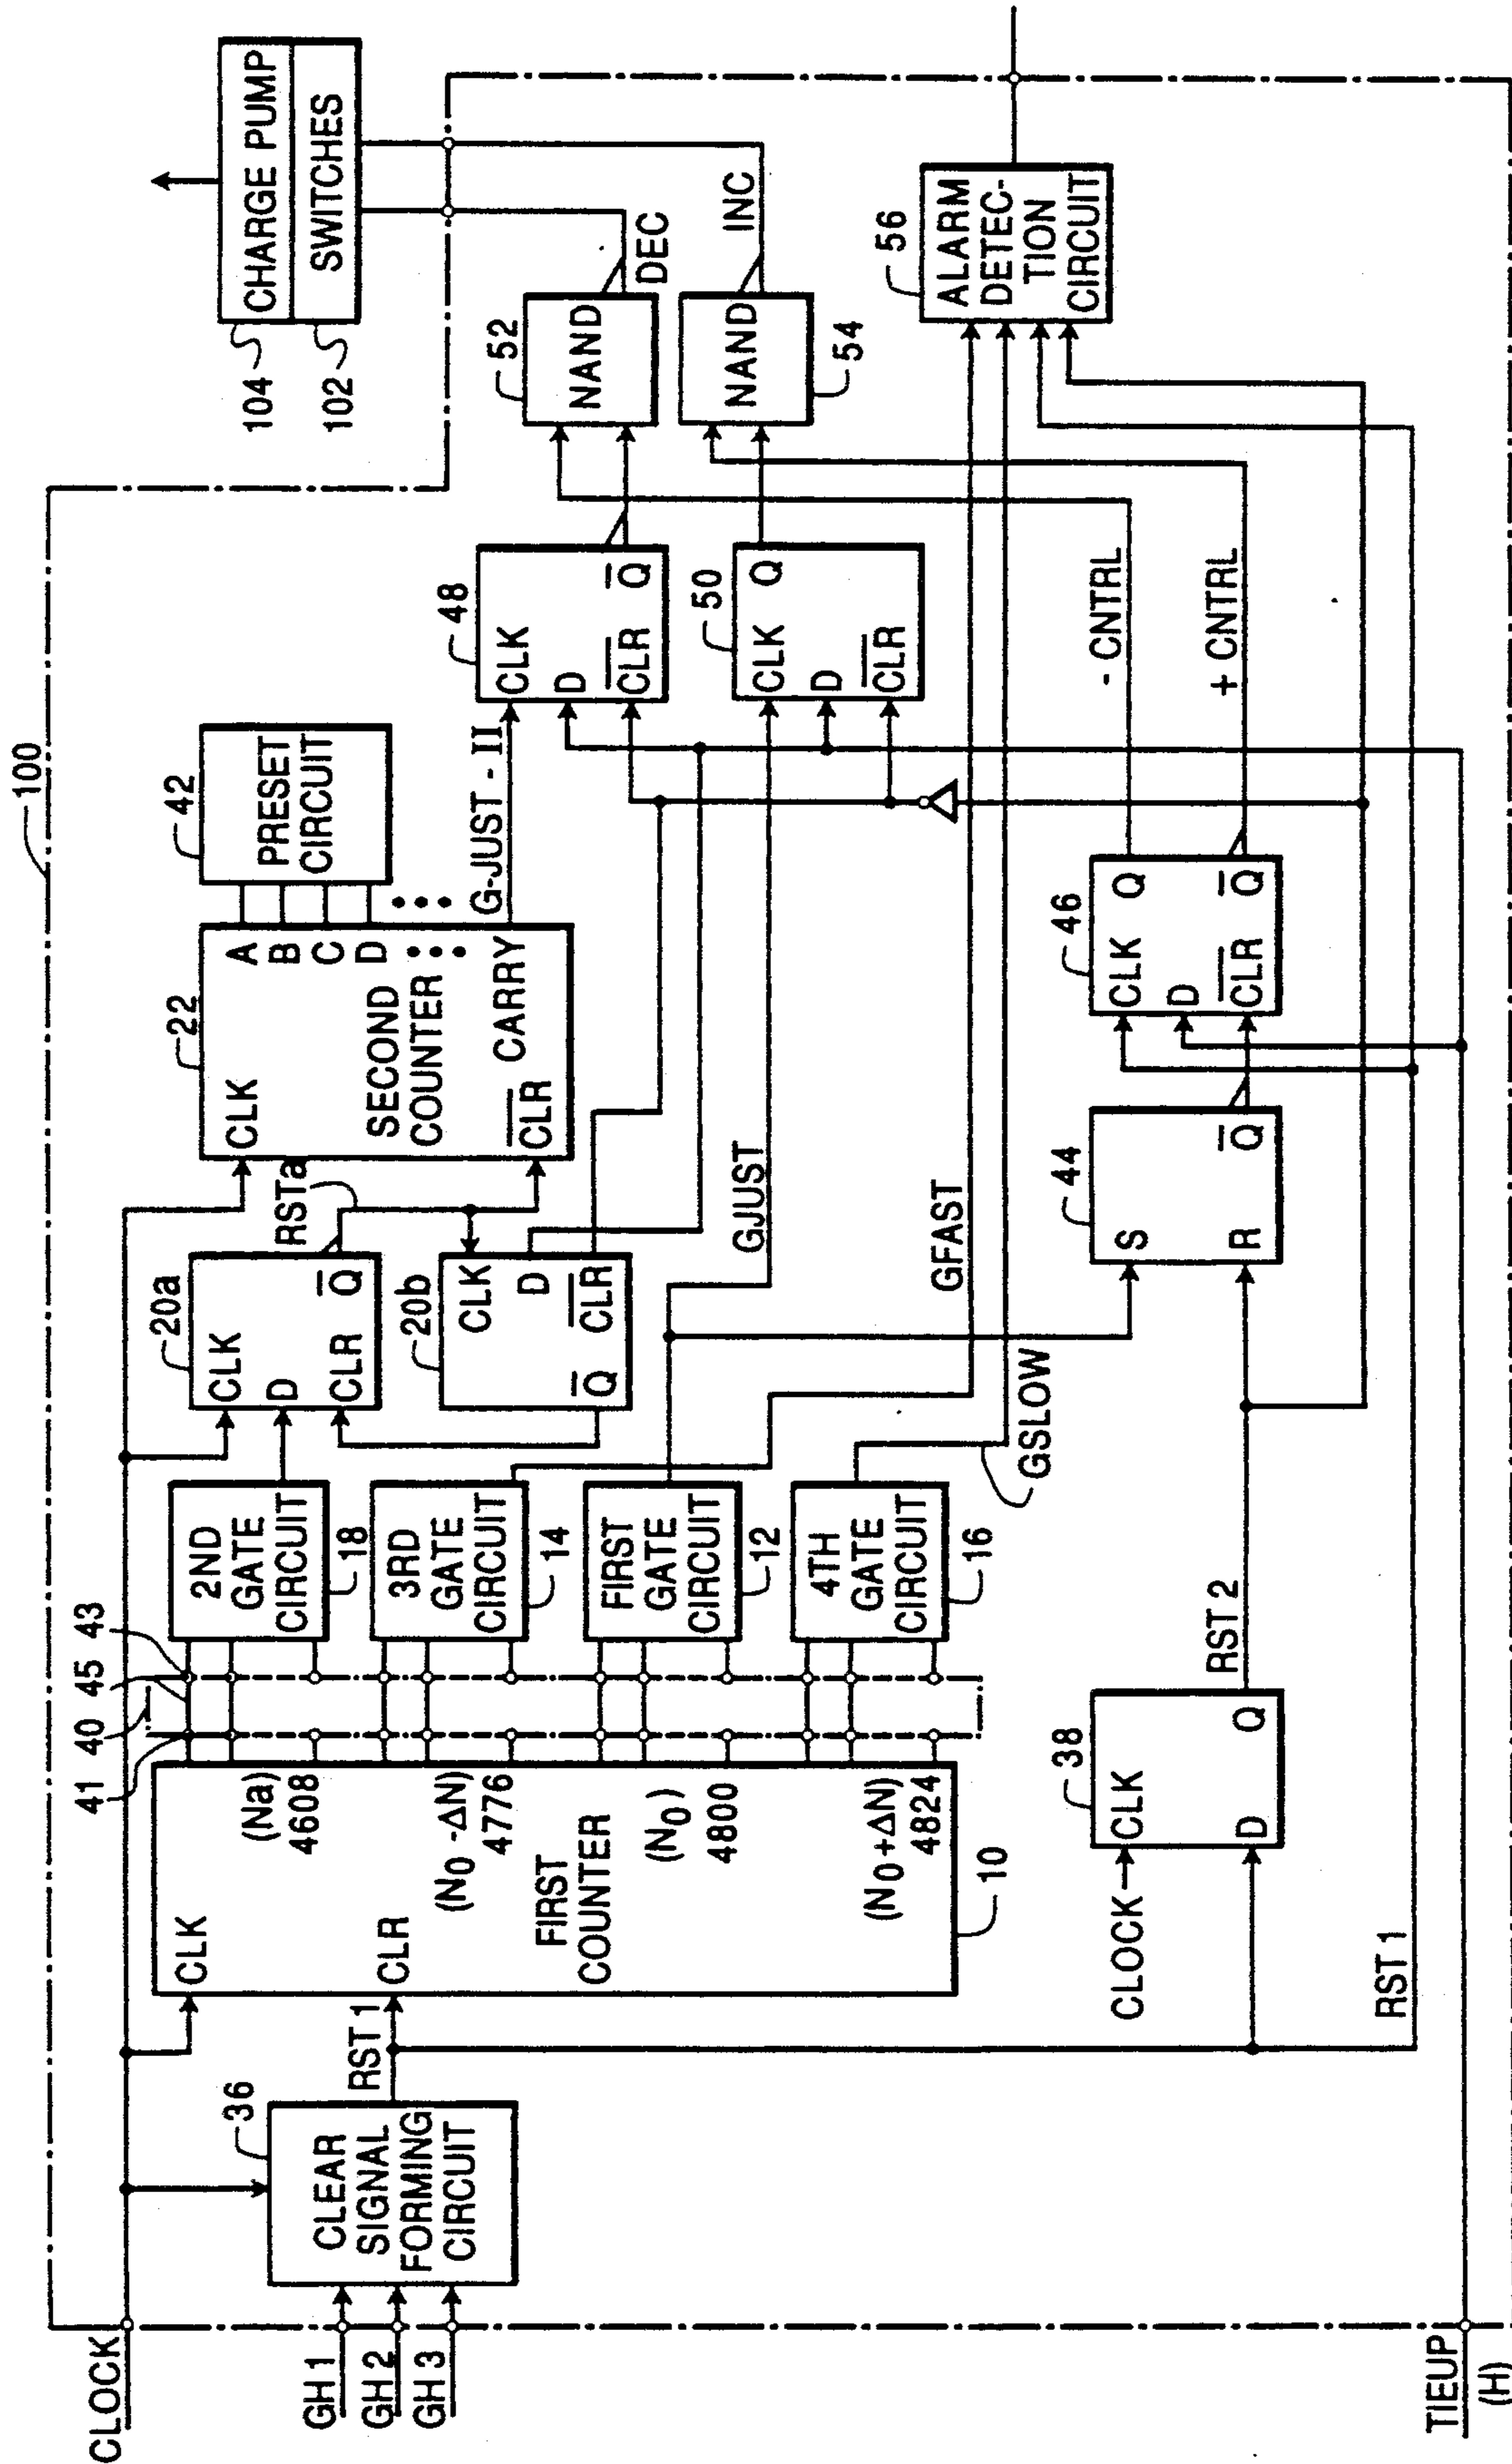 100
CLOCK
GH 1
GH 2
GH 3
TIEUP
(H)
36
CLEAR
SIGNAL
FORMING
CIRCUIT
RST 1
CLK
CLR
FIRST
COUNTER
(Na)
4608
(N0 -ΔN)
4776
(N0)
4800
(N0+ΔN)
4824
10
41
40
45
43
2ND
GATE
CIRCUIT
18
3RD
GATE
CIRCUIT
14
FIRST
GATE
CIRCUIT
12
4TH
GATE
CIRCUIT
16
20a
CLK
D
CLR
Q̅
RSTa
20b
CLK
D
C̅L̅R̅
Q̅
22
CLK
SECOND
COUNTER
C̅L̅R̅
CARRY
A
B
C
D
42
PRESET
CIRCUIT
G-JUST - II
GJUST
GFAST
GSLOW
48
CLK
D
C̅L̅R̅
Q̅
50
CLK
D
C̅L̅R̅
Q
52
NAND
DEC
54
NAND
INC
104
CHARGE PUMP
102
SWITCHES
56
ALARM
DETEC-
TION
CIRCUIT
CLOCK
38
CLK
D
Q
RST 2
RST 1
44
S
R
Q̅
46
CLK
D
C̅L̅R̅
Q
Q̅
- CNTRL
+ CNTRL